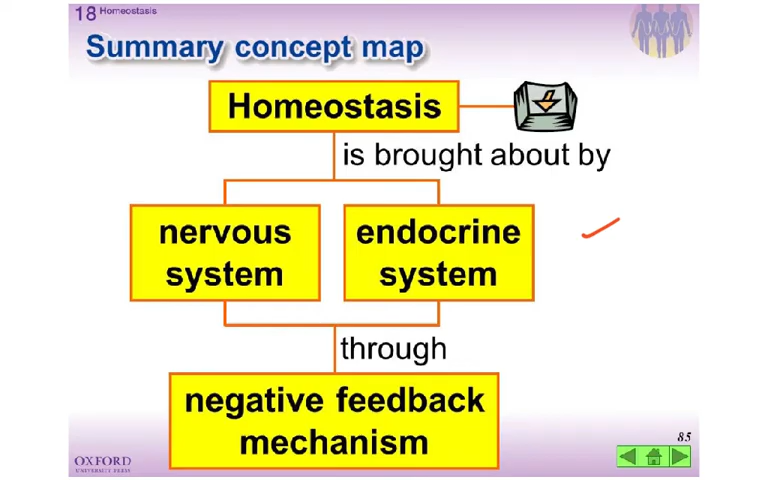 18 Homeostasis
Summary concept map
Homeostasis
is brought about by
nervous
system
endocrine
system
through
negative feedback
mechanism
85
OXFORD
UNIVERSITY PRESS